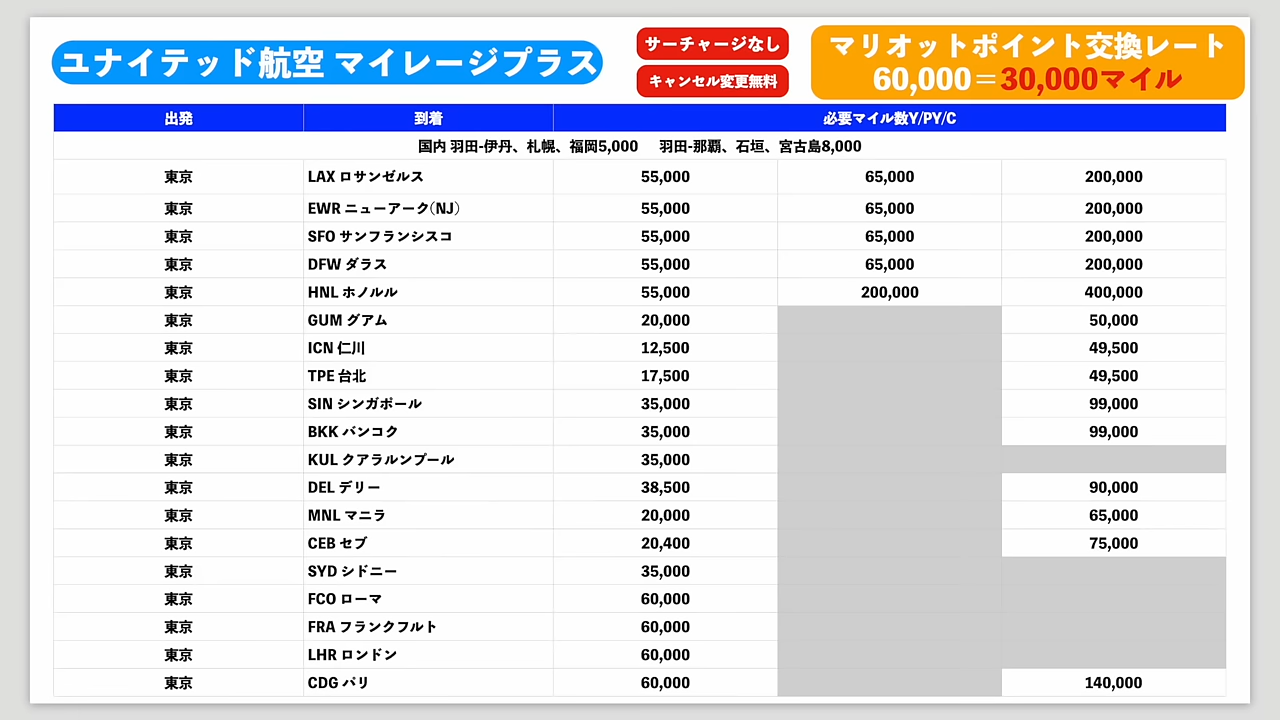 ユナイテッド航空 マイレージプラス
サーチャージなし
キャンセル変更無料
マリオットポイント交換レート
60,000＝30,000マイル
出発 到着 必要マイル数Y/PY/C
国内 羽田-伊丹、札幌、福岡5,000 羽田-那覇、石垣、宮古島8,000
東京 LAX ロサンゼルス 55,000 65,000 200,000
東京 EWR ニューアーク(NJ) 55,000 65,000 200,000
東京 SFO サンフランシスコ 55,000 65,000 200,000
東京 DFW ダラス 55,000 65,000 200,000
東京 HNL ホノルル 55,000 200,000 400,000
東京 GUM グアム 20,000 50,000
東京 ICN 仁川 12,500 49,500
東京 TPE 台北 17,500 49,500
東京 SIN シンガポール 35,000 99,000
東京 BKK バンコク 35,000 99,000
東京 KUL クアラルンプール 35,000
東京 DEL デリー 38,500 90,000
東京 MNL マニラ 20,000 65,000
東京 CEB セブ 20,400 75,000
東京 SYD シドニー 35,000
東京 FCO ローマ 60,000
東京 FRA フランクフルト 60,000
東京 LHR ロンドン 60,000
東京 CDG パリ 60,000 140,000